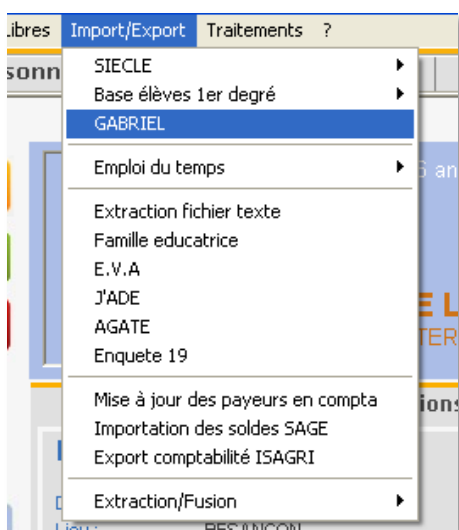 Libres Import/Export Traitements ?
SIECLE
Base élèves 1er degré
GABRIEL
Emploi du temps
Extraction fichier texte
Famille educatrice
E.V.A
J'ADE
AGATE
Enquete 19
Mise à jour des payeurs en compta
Importation des soldes SAGE
Export comptabilité ISAGRI
Extraction/Fusion